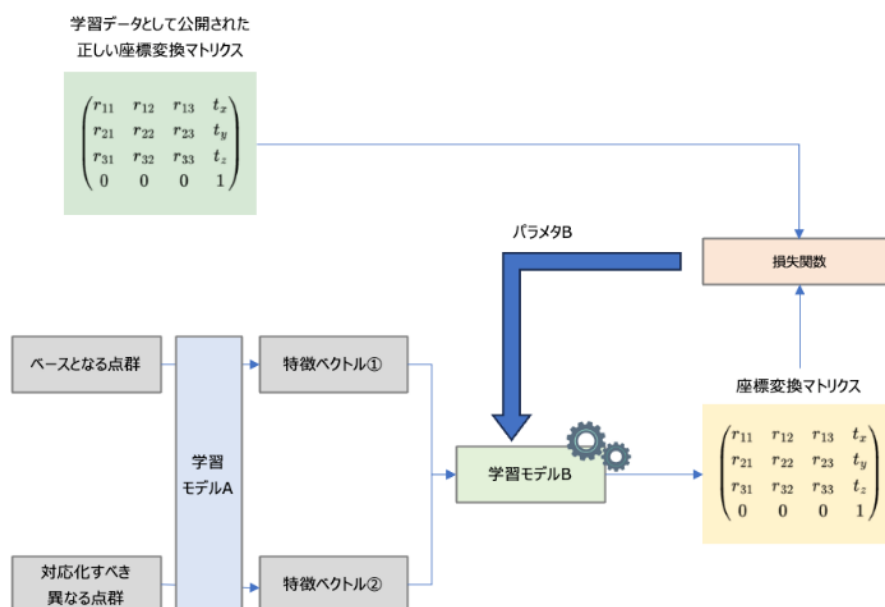 学習データとして公開された
正しい座標変換マトリクス
r11 r12 r13 tx
r21 r22 r23 ty
r31 r32 r33 tz
0 0 0 1
パラメタB
損失関数
ベースとなる点群
特徴ベクトル①
座標変換マトリクス
学習
モデルA
学習モデルB
r11 r12 r13 tx
r21 r22 r23 ty
r31 r32 r33 tz
0 0 0 1
対応化すべき
異なる点群
特徴ベクトル②